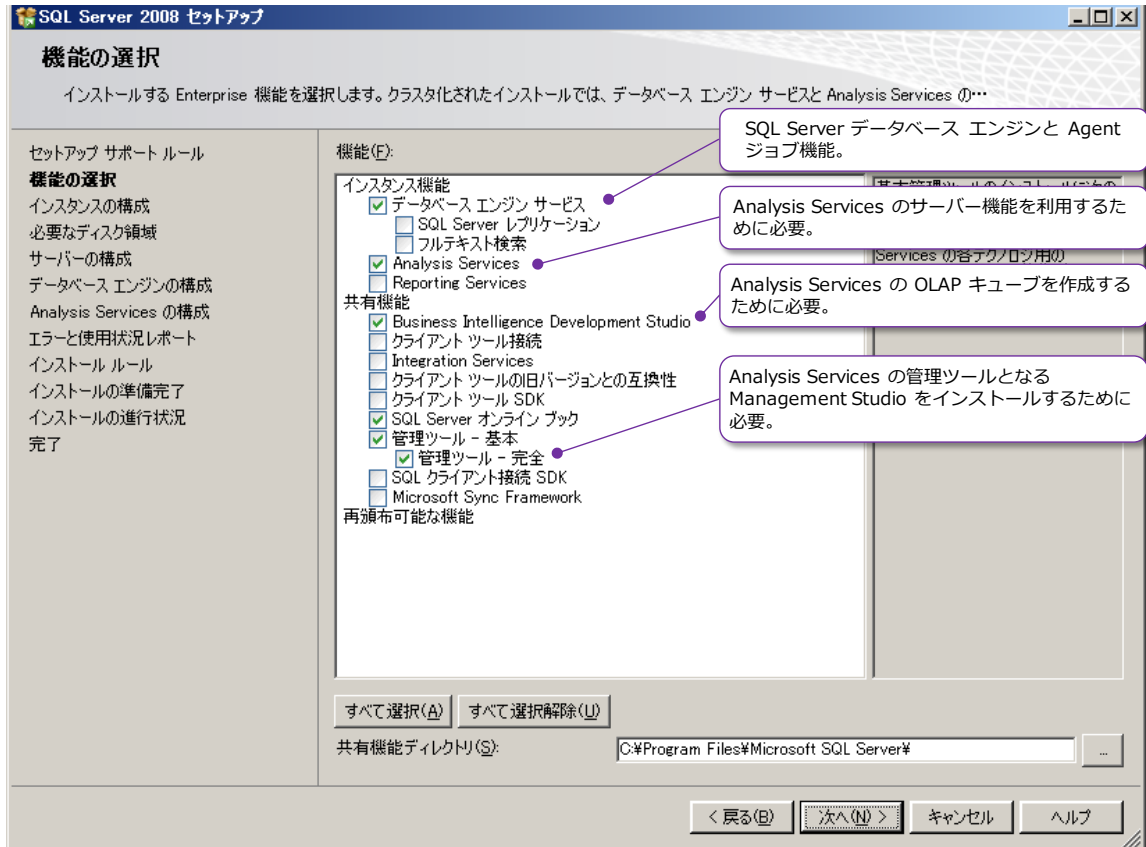 SQL Server 2008 セットアップ
機能の選択
インストールする Enterprise 機能を選択します。クラスタ化されたインストールでは、データベース エンジン サービスと Analysis Services の…
セットアップ サポート ルール
機能の選択
インスタンスの構成
必要なディスク領域
サーバーの構成
データベース エンジンの構成
Analysis Services の構成
エラーと使用状況レポート
インストール ルール
インストールの準備完了
インストールの進行状況
完了
機能(F):
インスタンス機能
データベース エンジン サービス
SQL Server レプリケーション
フルテキスト検索
Analysis Services
Reporting Services
共有機能
Business Intelligence Development Studio
クライアント ツール接続
Integration Services
クライアント ツールの旧バージョンとの互換性
クライアント ツール SDK
SQL Server オンライン ブック
管理ツール - 基本
管理ツール - 完全
SQL クライアント接続 SDK
Microsoft Sync Framework
再頒布可能な機能
SQL Server データベース エンジンと Agent
ジョブ機能。
Analysis Services のサーバー機能を利用するた
めに必要。
Services の各テクノロジ用の
Analysis Services の OLAP キューブを作成する
ために必要。
Analysis Services の管理ツールとなる
Management Studio をインストールするために
必要。
すべて選択(A)
すべて選択解除(U)
共有機能ディレクトリ(S):
C:¥Program Files¥Microsoft SQL Server¥
...
< 戻る(B)
次へ(N) >
キャンセル
ヘルプ